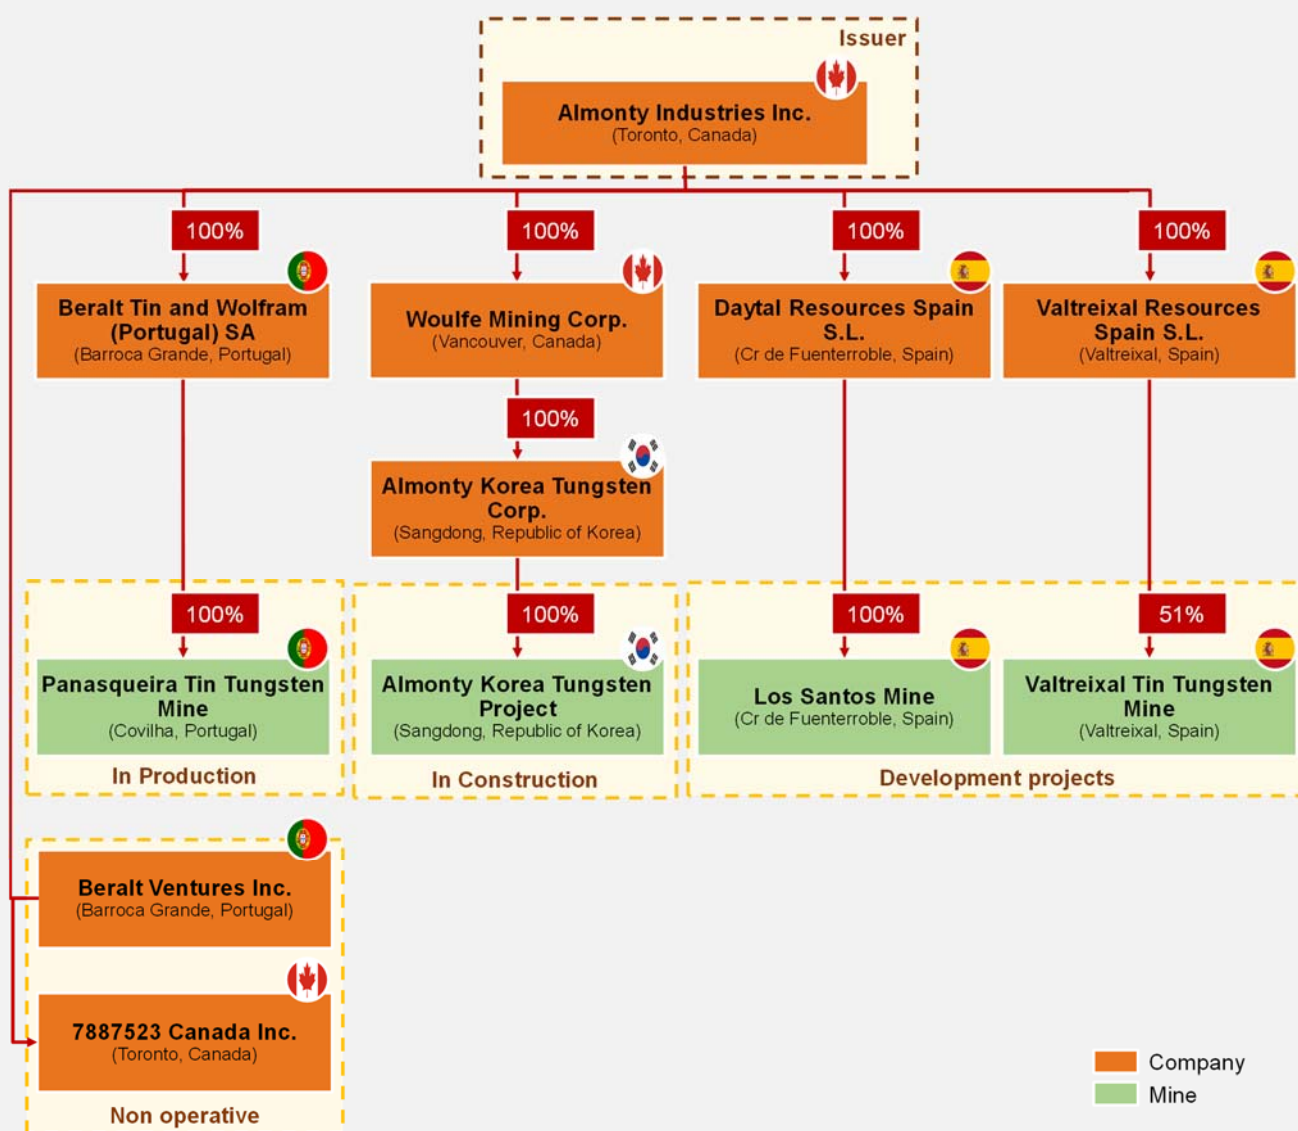 Issuer
Almonty Industries Inc.
(Toronto, Canada)
100%
100%
100%
100%
Beralt Tin and Wolfram
(Portugal) SA
(Barroca Grande, Portugal)
Woulfe Mining Corp.
(Vancouver, Canada)
Daytal Resources Spain
S.L.
(Cr de Fuenterroble, Spain)
Valtreixal Resources
Spain S.L.
(Valtreixal, Spain)
100%
Almonty Korea Tungsten
Corp.
(Sangdong, Republic of Korea)
100%
100%
100%
51%
Panasqueira Tin Tungsten
Mine
(Covilha, Portugal)
Almonty Korea Tungsten
Project
(Sangdong, Republic of Korea)
Los Santos Mine
(Cr de Fuenterroble, Spain)
Valtreixal Tin Tungsten
Mine
(Valtreixal, Spain)
In Production
In Construction
Development projects
Beralt Ventures Inc.
(Barroca Grande, Portugal)
7887523 Canada Inc.
(Toronto, Canada)
Non operative
Company
Mine